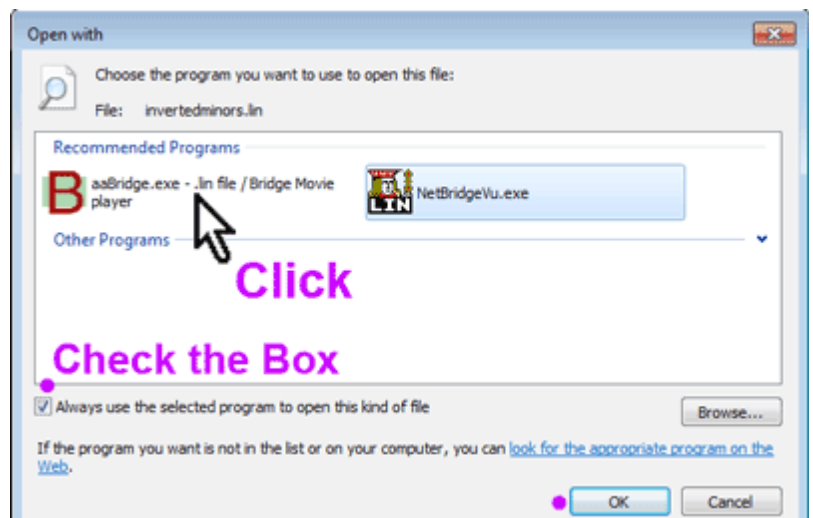 Open with
Choose the program you want to use to open this file:
File: invertedminors.lin
Recommended Programs
B
aaBridge.exe - .lin file / Bridge Movie
player
LIN
NetBridgeVu.exe
Other Programs
Click
Check the Box
Always use the selected program to open this kind of file
Browse...
If the program you want is not in the list or on your computer, you can look for the appropriate program on the
Web.
OK
Cancel